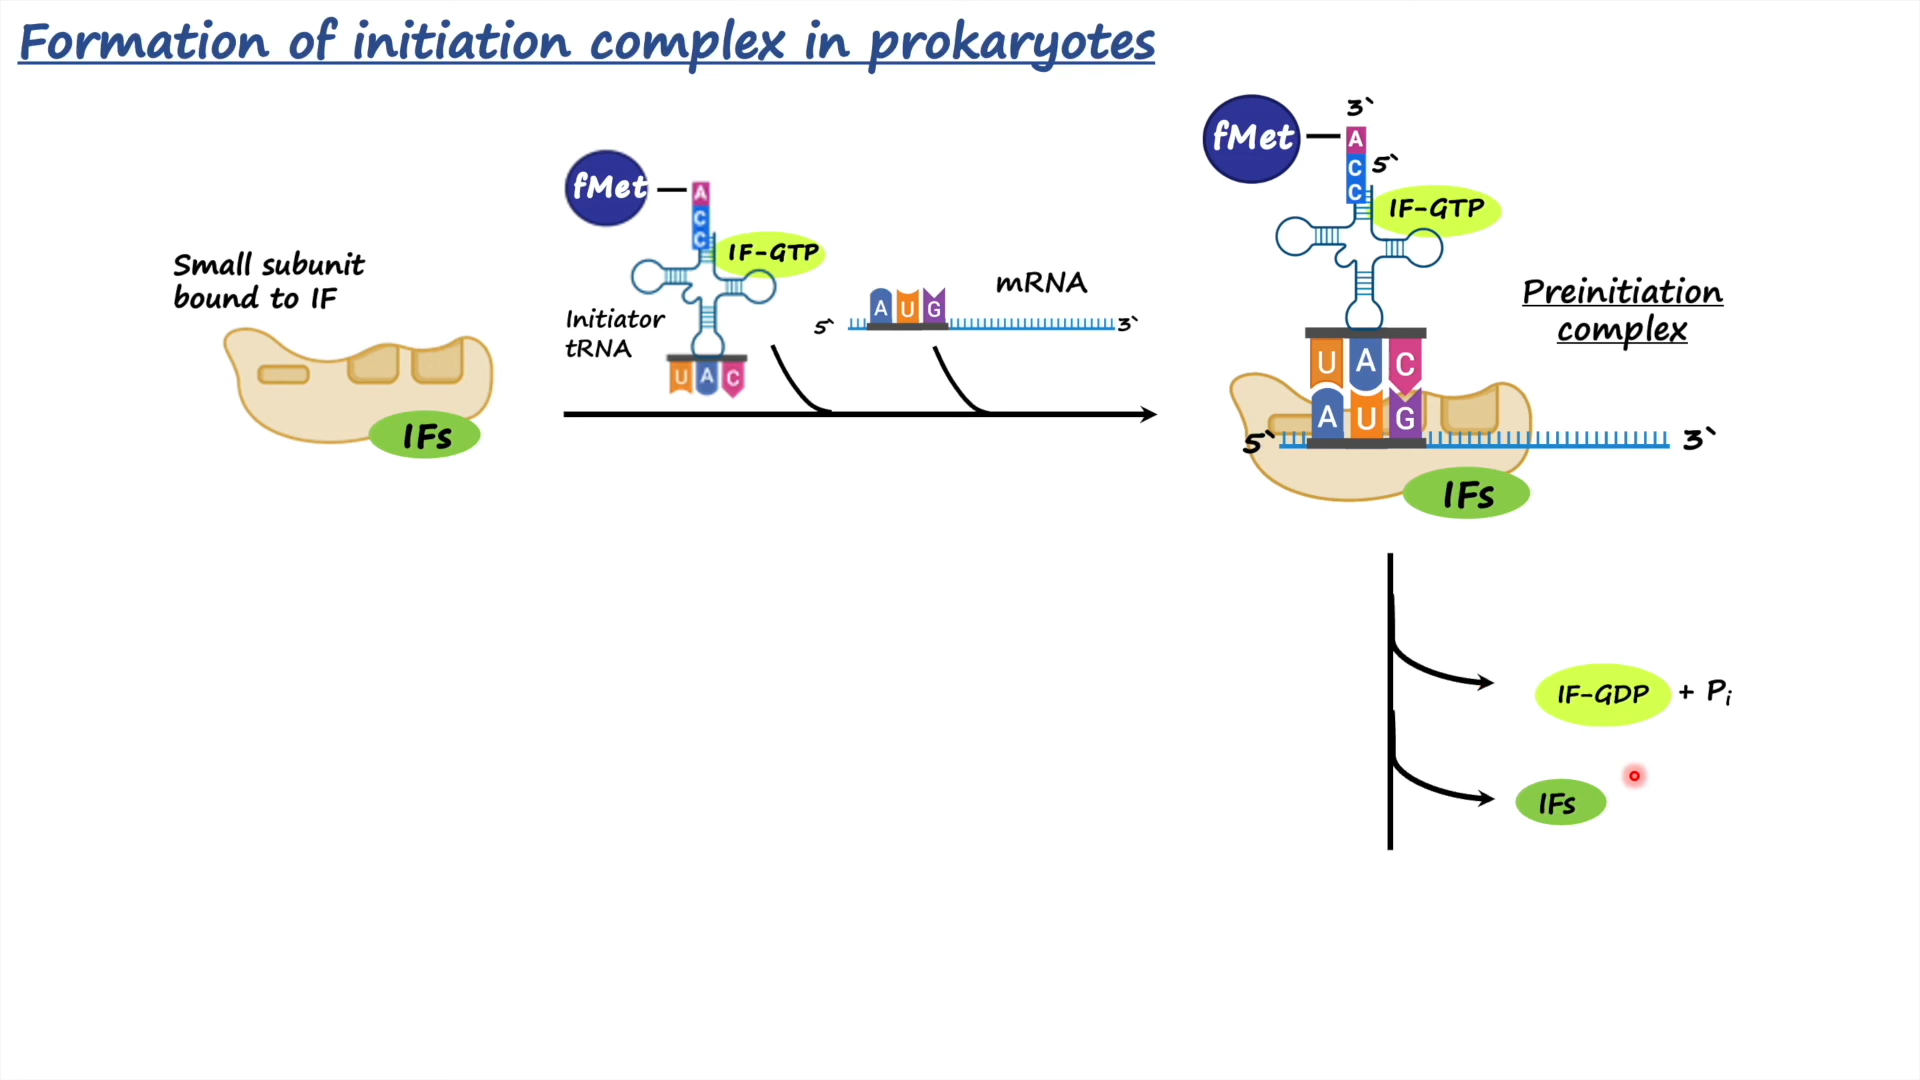 Formation of initiation complex in prokaryotes
Small subunit
bound to IF
IFs
fMet
A
C
C
IF-GTP
Initiator
tRNA
U A C
mRNA
5`
A U G
3`
fMet
3`
A
C
C
5`
IF-GTP
Preinitiation
complex
U A C
A U G
5`
3`
IFs
IF-GDP + Pi
IFs